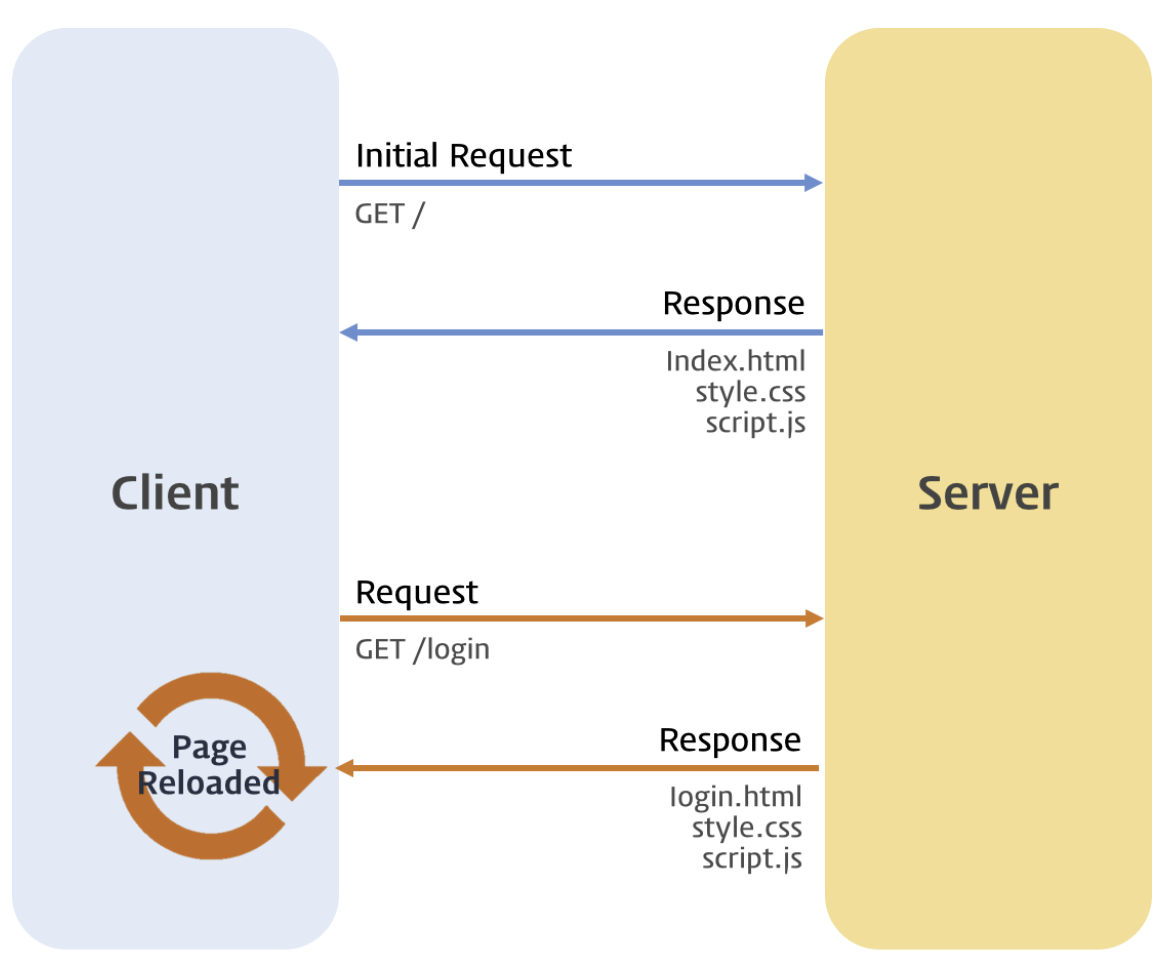 Initial Request
GET /
Response
Index.html
style.css
script.js
Client
Server
Request
GET /login
Page
Reloaded
Response
login.html
style.css
script.js